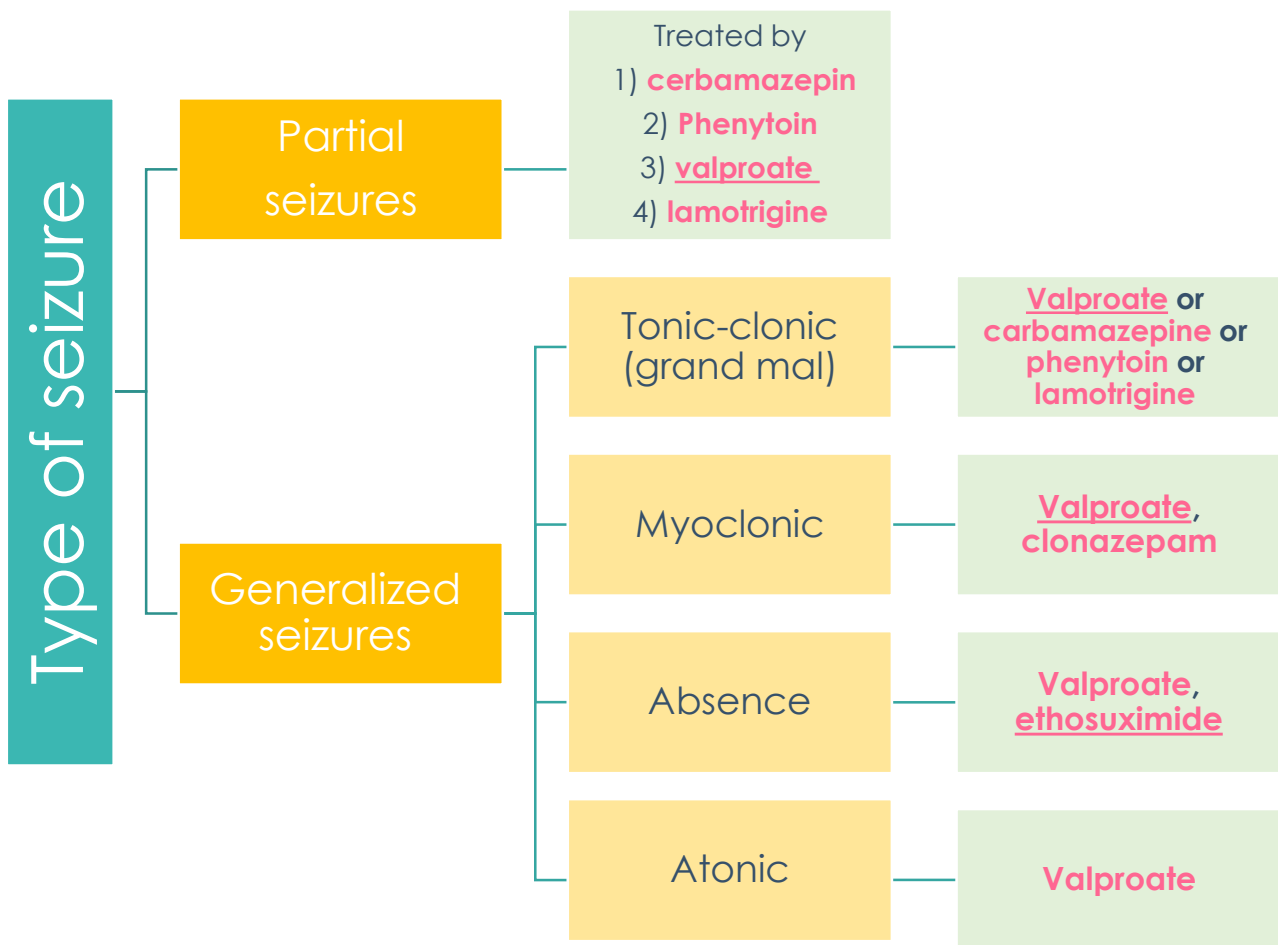 Type of seizure
Partial
seizures
Treated by
1) cerbamazepin
2) Phenytoin
3) valproate
4) lamotrigine
Generalized
seizures
Tonic-clonic
(grand mal)
Valproate or
carbamazepine or
phenytoin or
lamotrigine
Myoclonic
Valproate,
clonazepam
Absence
Valproate,
ethosuximide
Atonic
Valproate